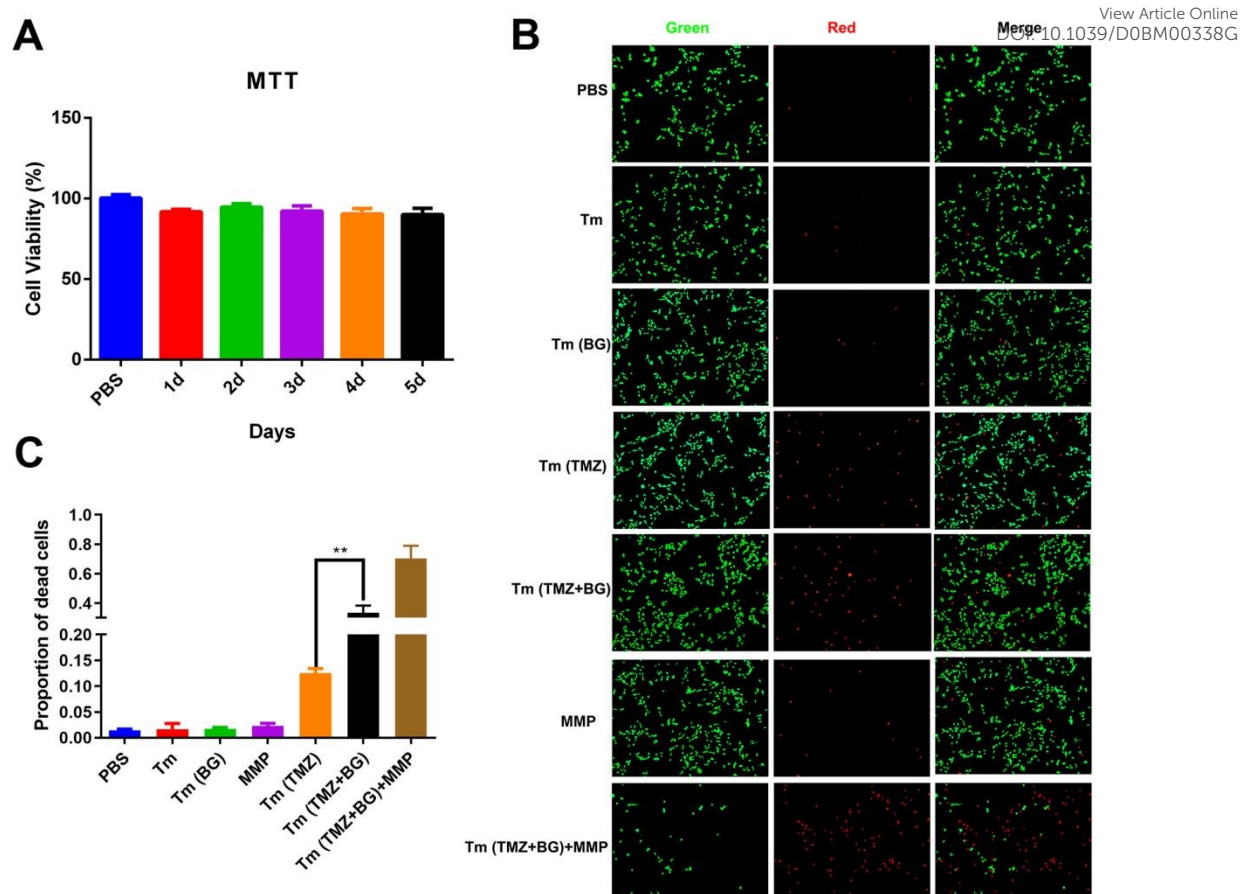 View Article Online
DOI: 10.1039/D0BM00338G
A
MTT
Cell Viability (%)
150
100
50
0
PBS
1d
2d
3d
4d
5d
Days
B
Green
Red
Merge
PBS
Tm
Tm (BG)
Tm (TMZ)
Tm (TMZ+BG)
MMP
Tm (TMZ+BG)+MMP
C
Proportion of dead cells
1.0
0.8
0.6
0.4
0.20
0.15
0.10
0.05
0.00
**
PBS
Tm
Tm (BG)
MMP
Tm (TMZ)
Tm (TMZ+BG)
Tm (TMZ+BG)+MMP